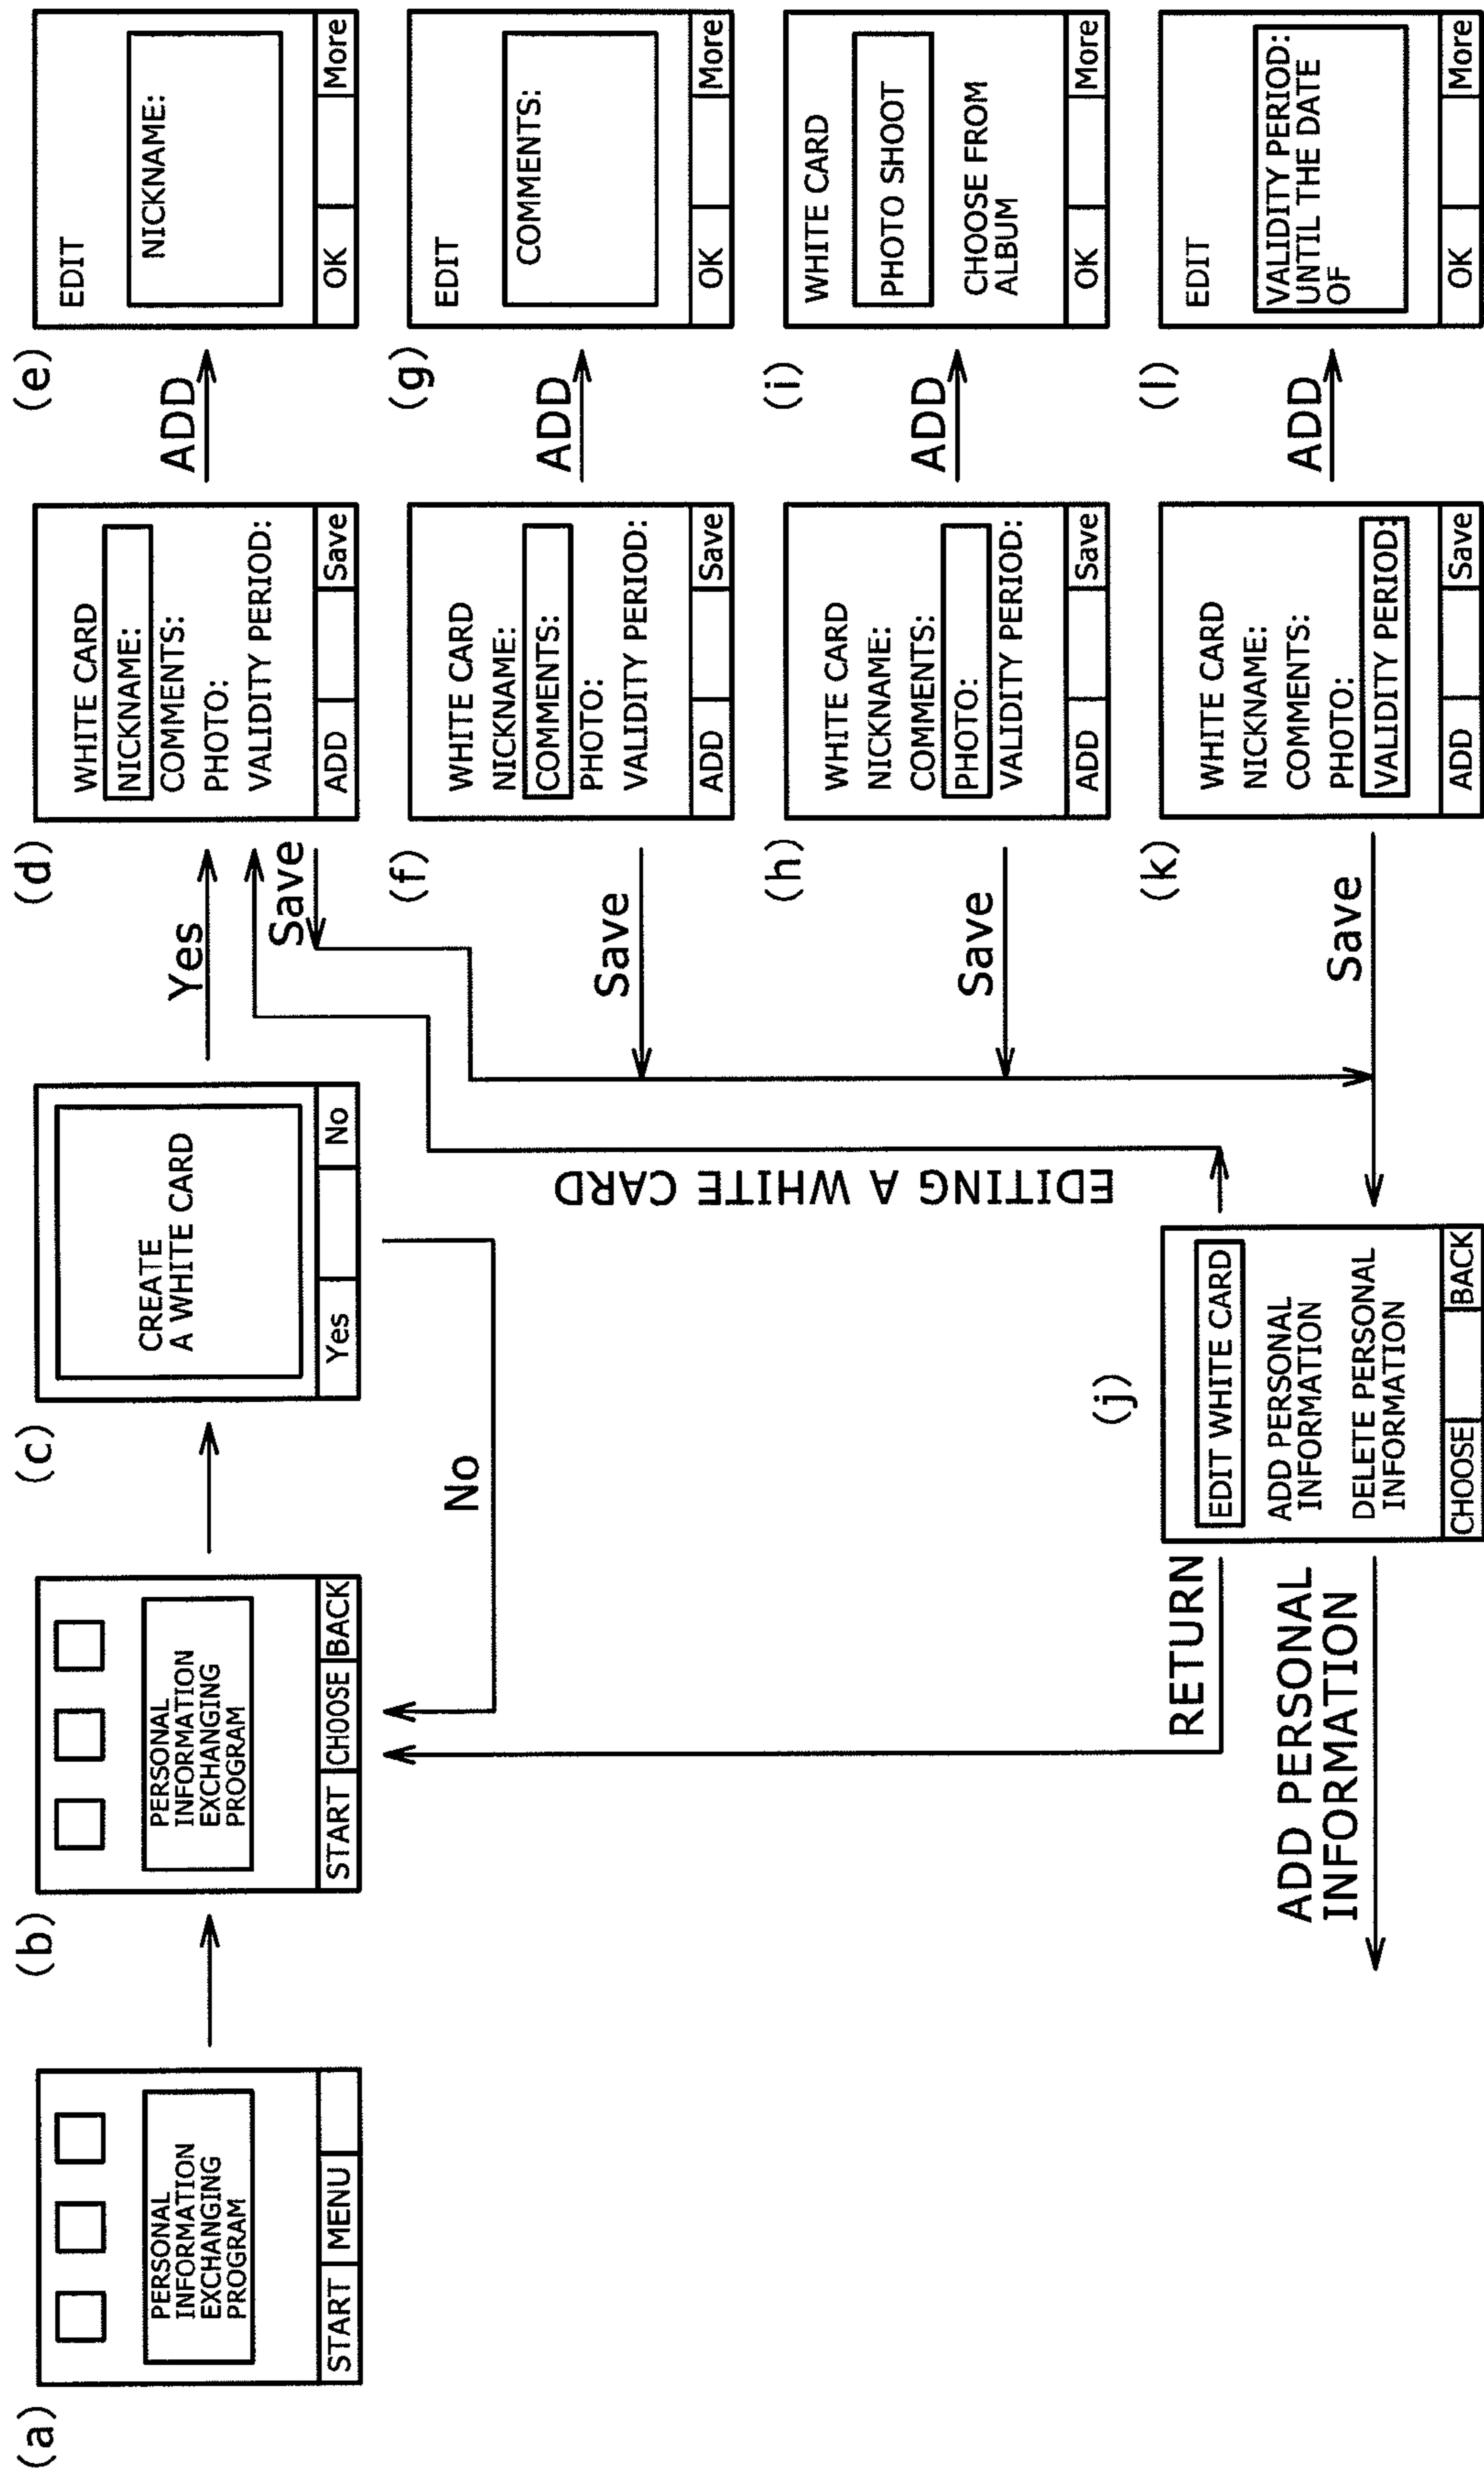 (a)
PERSONAL
INFORMATION
EXCHANGING
PROGRAM
START MENU
(b)
PERSONAL
INFORMATION
EXCHANGING
PROGRAM
START CHOOSE BACK
(c)
CREATE
A WHITE CARD
Yes No
No
Yes
(d)
WHITE CARD
NICKNAME:
COMMENTS:
PHOTO:
VALIDITY PERIOD:
ADD Save
Save
ADD
(e)
EDIT
NICKNAME:
OK More
(f)
WHITE CARD
NICKNAME:
COMMENTS:
PHOTO:
VALIDITY PERIOD:
ADD Save
Save
ADD
(g)
EDIT
COMMENTS:
OK More
(h)
WHITE CARD
NICKNAME:
COMMENTS:
PHOTO:
VALIDITY PERIOD:
ADD Save
Save
ADD
(i)
WHITE CARD
PHOTO SHOOT
CHOOSE FROM
ALBUM
OK More
(j)
EDIT WHITE CARD
ADD PERSONAL
INFORMATION
DELETE PERSONAL
INFORMATION
CHOOSE BACK
EDITING A WHITE CARD
RETURN
ADD PERSONAL
INFORMATION
(k)
WHITE CARD
NICKNAME:
COMMENTS:
PHOTO:
VALIDITY PERIOD:
ADD Save
Save
ADD
(l)
EDIT
VALIDITY PERIOD:
UNTIL THE DATE
OF
OK More